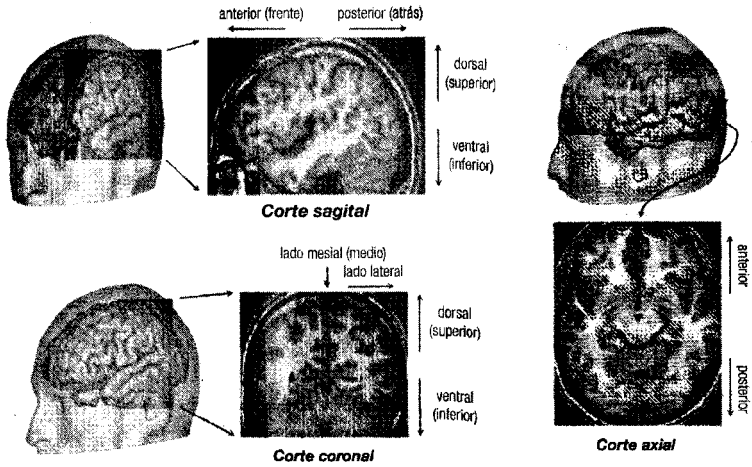 anterior (frente)
posterior (atrás)
dorsal
(superior)
ventral
(inferior)
Corte sagital
lado mesial (medio)
lado lateral
dorsal
(superior)
ventral
(inferior)
Corte coronal
anterior
posterior
Corte axial